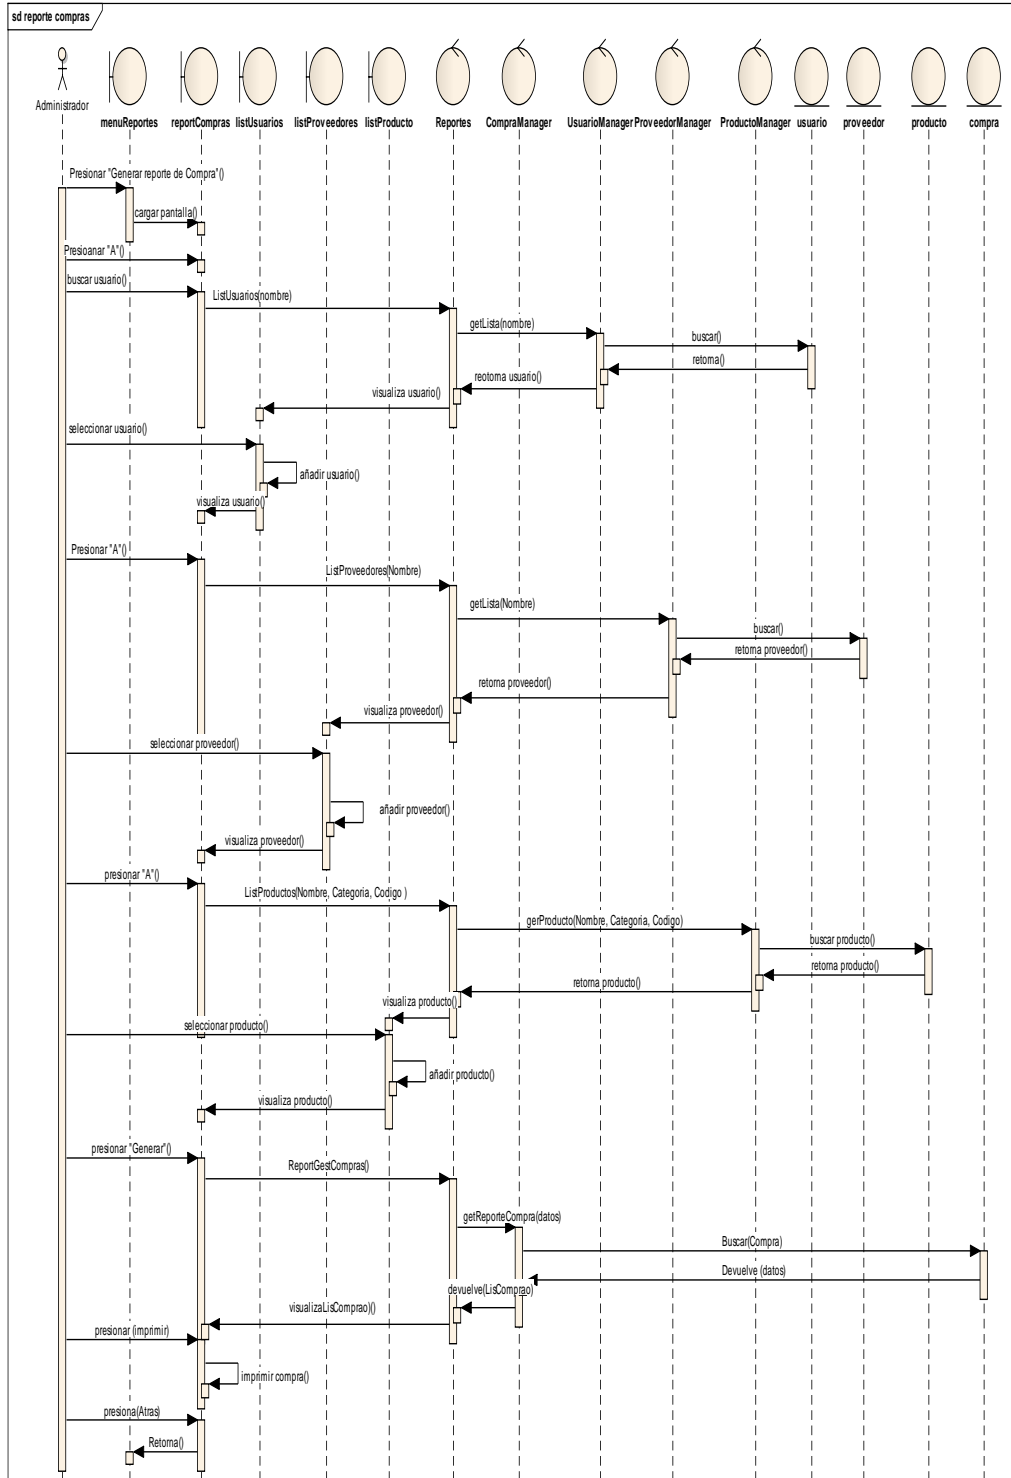 sd reporte compras
Administrador
menuReportes
reportCompras
listUsuarios
listProveedores
listProducto
Reportes
CompraManager
UsuarioManager
ProveedorManager
ProductoManager
usuario
proveedor
producto
compra
Presionar "Generar reporte de Compra"()
cargar pantalla()
Presioanar "A"()
buscar usuario()
ListUsuarios(nombre)
getLista(nombre)
buscar()
retorna()
reotorna usuario()
visualiza usuario()
seleccionar usuario()
añadir usuario()
visualiza usuario()
Presionar "A"()
ListProveedores(Nombre)
getLista(Nombre)
buscar()
retorna proveedor()
retorna proveedor()
visualiza proveedor()
seleccionar proveedor()
añadir proveedor()
visualiza proveedor()
presionar "A"()
ListProductos(Nombre, Categoria, Codigo )
gerProducto(Nombre, Categoria, Codigo)
buscar producto()
retorna producto()
retorna producto()
visualiza producto()
seleccionar producto()
añadir producto()
visualiza producto()
presionar "Generar"()
ReportGestCompras()
getReporteCompra(datos)
Buscar(Compra)
Devuelve (datos)
devuelve(LisComprao)
visualizaLisComprao)()
presionar (imprimir)
imprimir compra()
presiona(Atras)
Retorna()